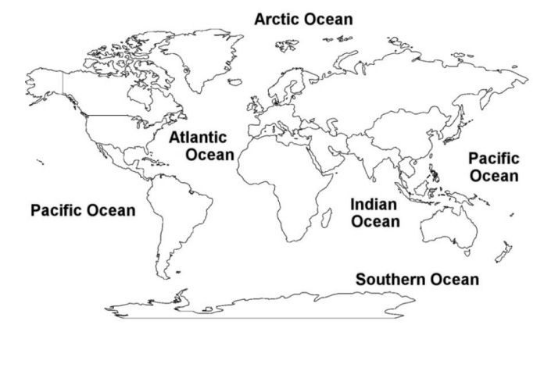 Arctic Ocean
Atlantic
Ocean
Pacific
Ocean
Pacific Ocean
Indian
Ocean
Southern Ocean